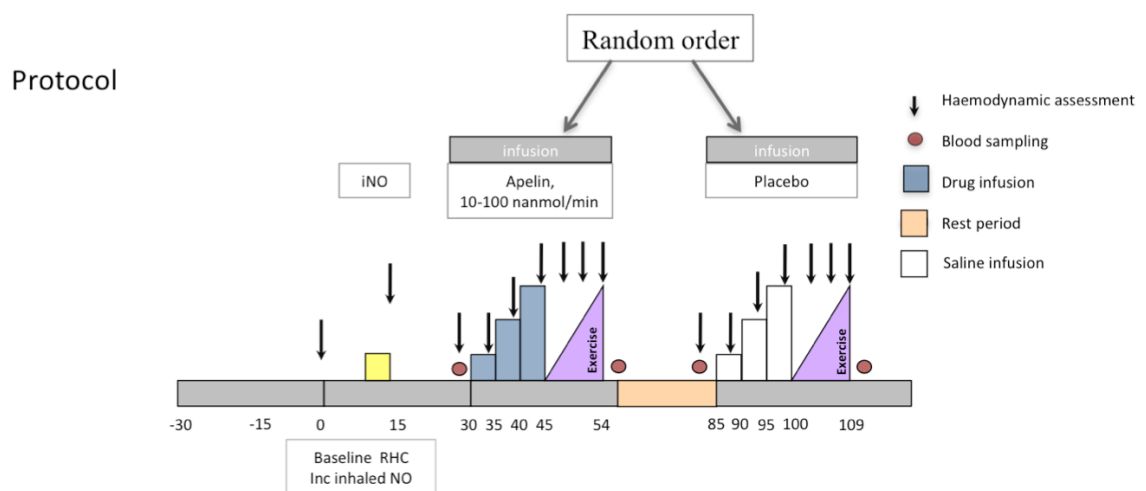 Random order
Protocol
Haemodynamic assessment
Blood sampling
Drug infusion
Rest period
Saline infusion
infusion
infusion
iNO
Apelin,
10-100 nanmol/min
Placebo
Exercise
Exercise
-30 -15 0 15 30 35 40 45 54 85 90 95 100 109
Baseline RHC
Inc inhaled NO